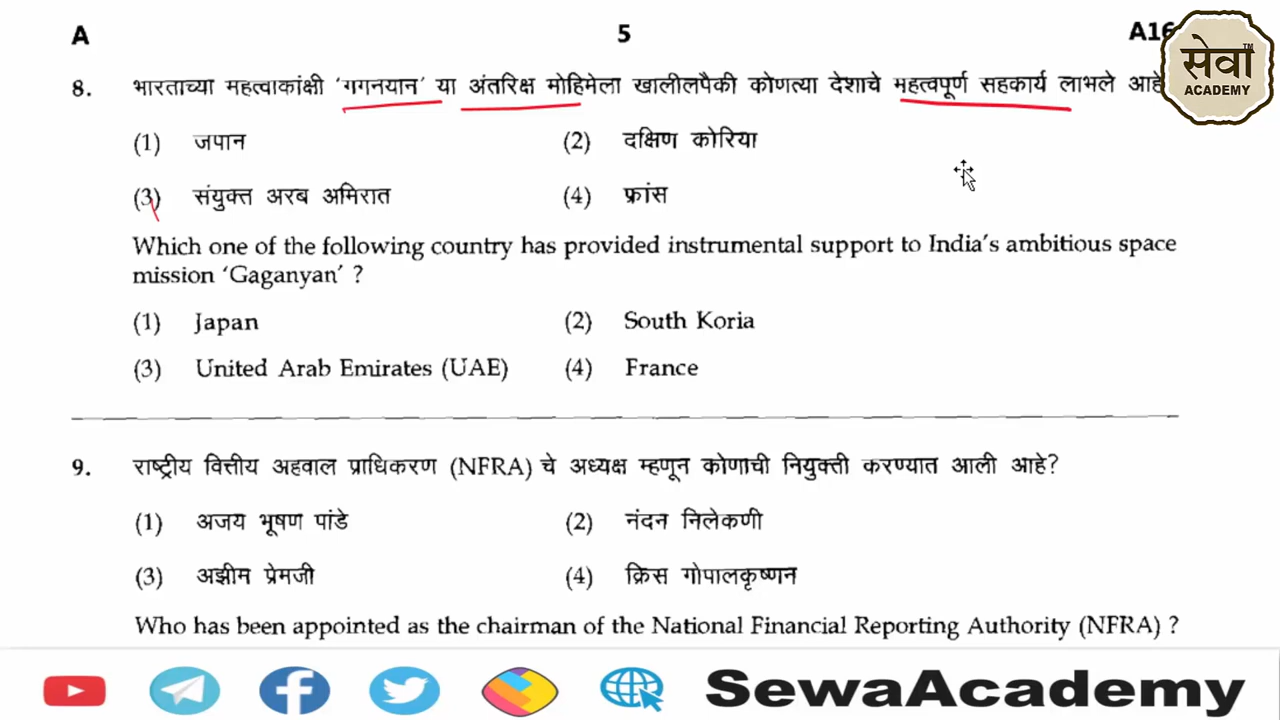 A 5 A16
सेवा
TM
ACADEMY
8. भारताच्या महत्वाकांक्षी ‘गगनयान’ या अंतरिक्ष मोहिमेला खालीलपैकी कोणत्या देशाचे महत्वपूर्ण सहकार्य लाभले आहे
(1) जपान (2) दक्षिण कोरिया
(3) संयुक्त अरब अमिरात (4) फ्रांस
Which one of the following country has provided instrumental support to India’s ambitious space
mission ‘Gaganyan’ ?
(1) Japan (2) South Koria
(3) United Arab Emirates (UAE) (4) France
9. राष्ट्रीय वित्तीय अहवाल प्राधिकरण (NFRA) चे अध्यक्ष म्हणून कोणाची नियुक्ती करण्यात आली आहे?
(1) अजय भूषण पांडे (2) नंदन निलेकणी
(3) अझीम प्रेमजी (4) क्रिस गोपालकृष्णन
Who has been appointed as the chairman of the National Financial Reporting Authority (NFRA) ?
SewaAcademy